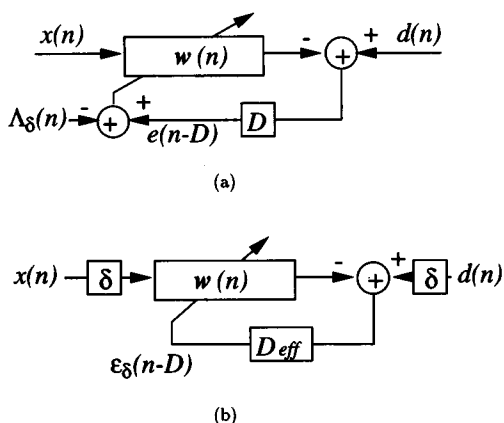 x(n) w(n) - + + d(n)
Λδ(n) - + + e(n-D) D
(a)
x(n) δ w(n) - + + δ d(n)
εδ(n-D) Deff
(b)